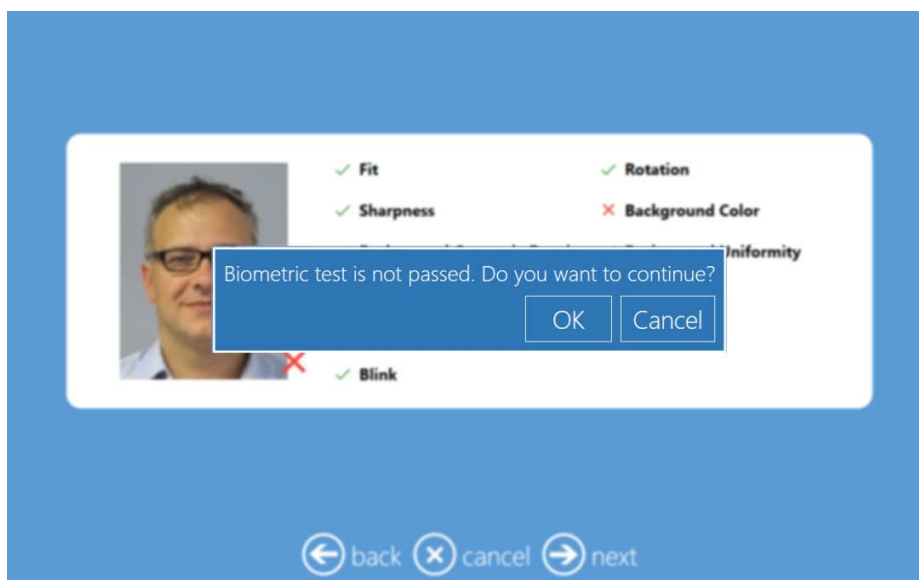 Fit
Rotation
Sharpness
Background Color
Uniformity
Biometric test is not passed. Do you want to continue?
OK Cancel
Blink
back cancel next